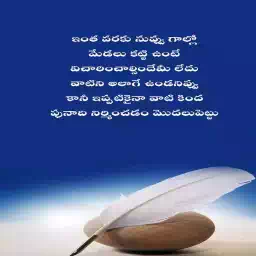 ఇంత వరకు నువ్వు గాల్లో
మేడలు కట్టి ఉంటే
విచారించాల్సిందేమీ లేదు
వాటిని అలాగే ఉండనివ్వు
కానీ ఇప్పటికైనా వాటి కింద
పునాది నిర్మించడం మొదలుపెట్టు